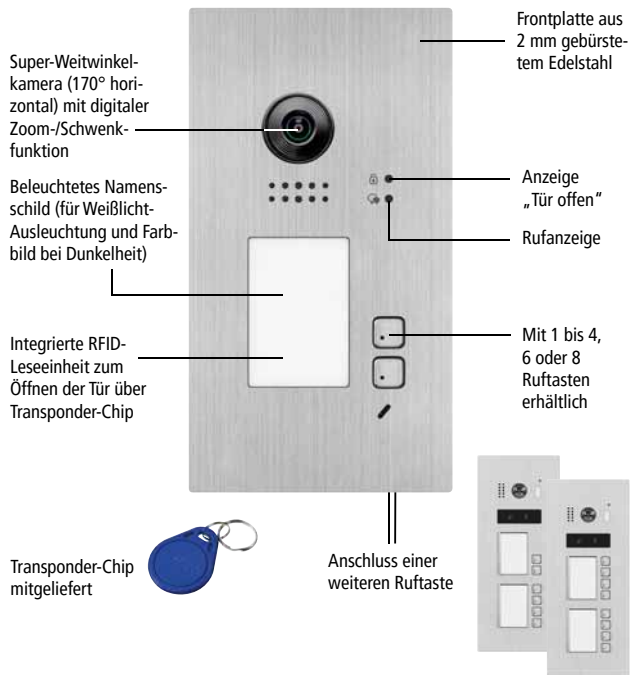 Super-Weitwinkel-
kamera (170° hori-
zontal) mit digitaler
Zoom-/Schwenk-
funktion
Beleuchtetes Namens-
schild (für Weißlicht-
Ausleuchtung und Farb-
bild bei Dunkelheit)
Integrierte RFID-
Leseeinheit zum
Öffnen der Tür über
Transponder-Chip
Transponder-Chip
mitgeliefert
Frontplatte aus
2 mm gebürste-
tem Edelstahl
Anzeige
„Tür offen“
Rufanzeige
Mit 1 bis 4,
6 oder 8
Ruftasten
erhältlich
Anschluss einer
weiteren Ruftaste